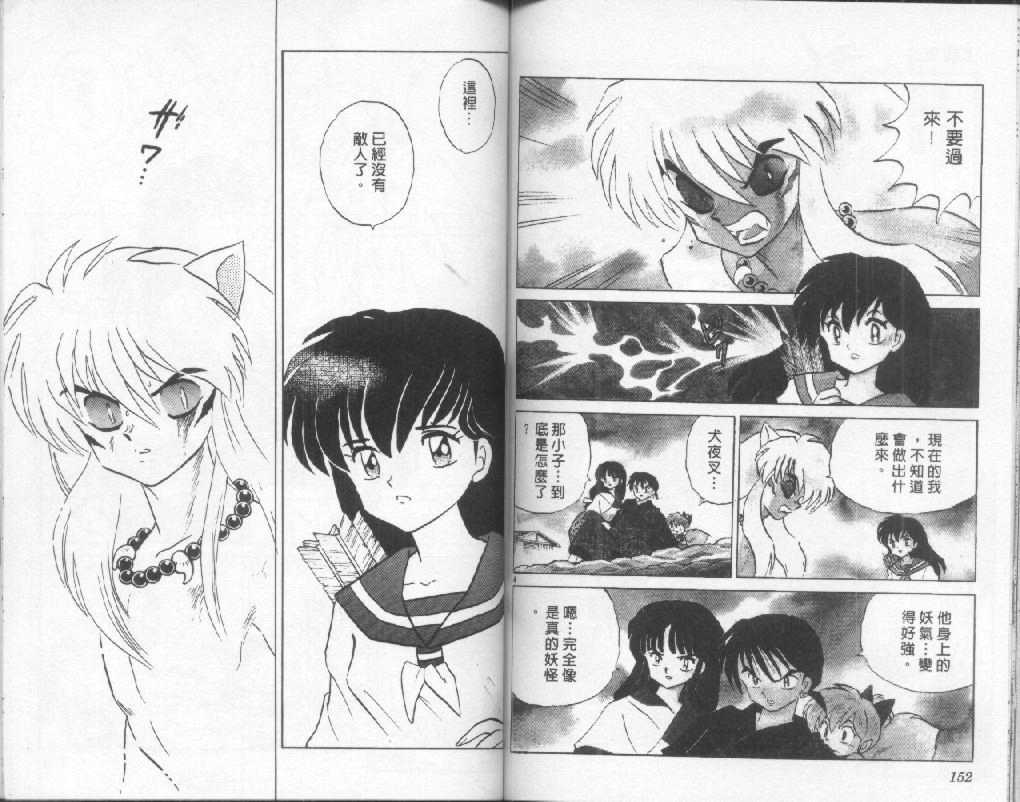 不要過
來—
現在的我
，不知道
會做出什
麼來。
犬夜叉…
那小子…到
底是怎麼了
？
他身上的
妖氣…變
得好強。
嗯…完全像
是真的妖怪
。
152
這裡…
已經沒有
敵人了。
ザワ…